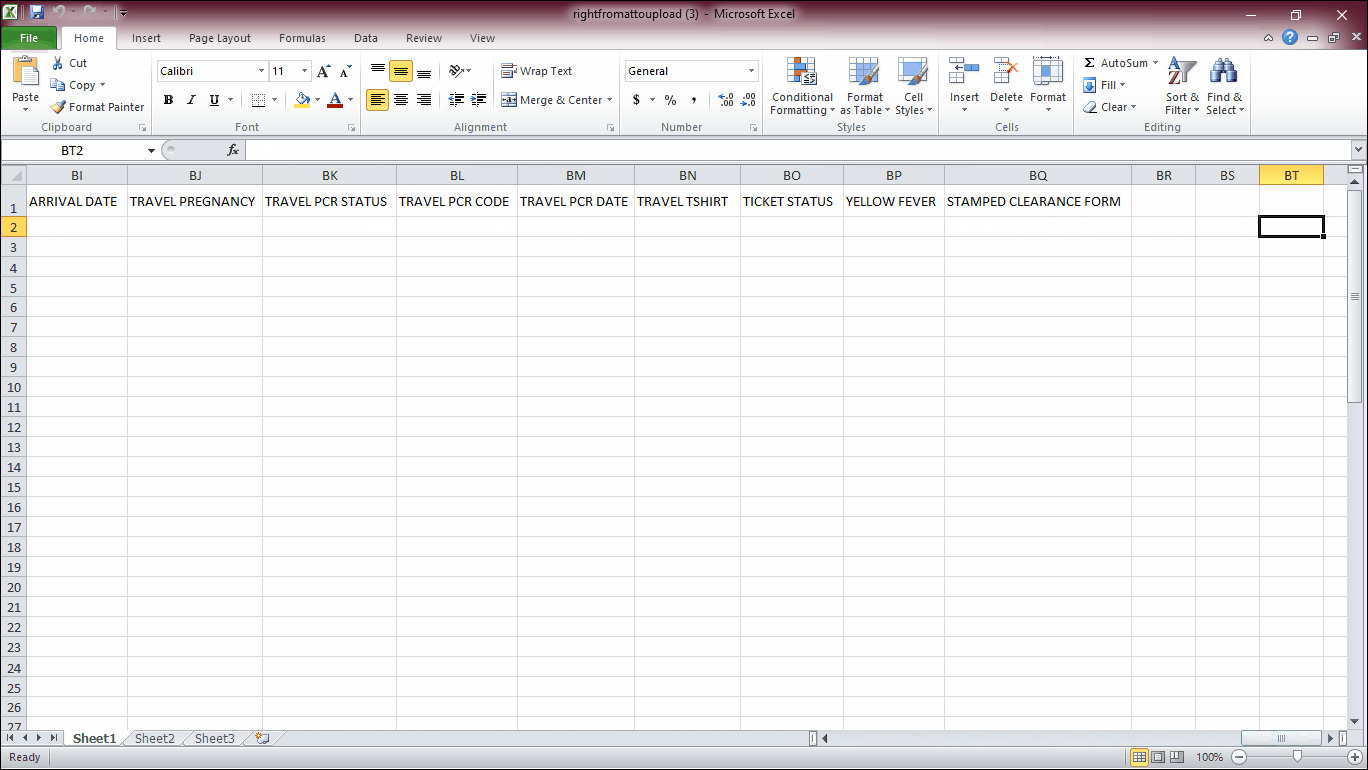 rightfromattoupload (3) - Microsoft Excel
File Home Insert Page Layout Formulas Data Review View
Paste
Cut
Copy
Format Painter
Clipboard
Calibri 11
B I U
Font
Wrap Text
Merge & Center
Alignment
General
$ % ,
Number
Conditional Formatting
Format as Table
Cell Styles
Styles
Insert Delete Format
Cells
AutoSum
Fill
Clear
Sort & Filter
Find & Select
Editing
BT2 fx
BI BJ BK BL BM BN BO BP BQ BR BS BT
1 ARRIVAL DATE TRAVEL PREGNANCY TRAVEL PCR STATUS TRAVEL PCR CODE TRAVEL PCR DATE TRAVEL TSHIRT TICKET STATUS YELLOW FEVER STAMPED CLEARANCE FORM
2
3
4
5
6
7
8
9
10
11
12
13
14
15
16
17
18
19
20
21
22
23
24
25
26
27
Sheet1 Sheet2 Sheet3
Ready 100%